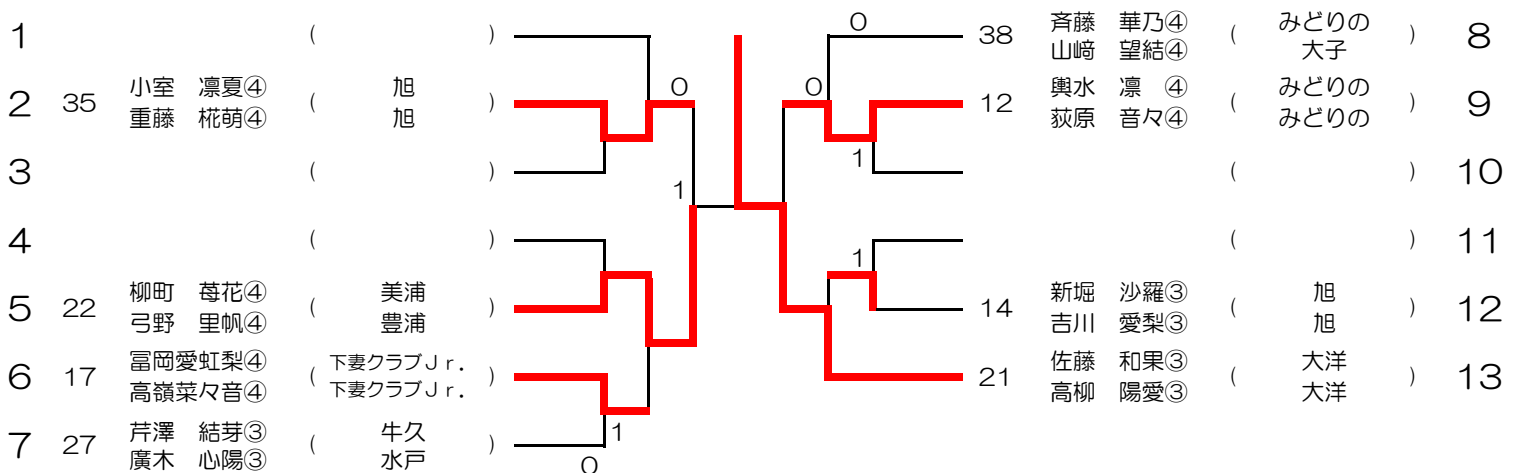 1 ( )
2 35 小室 凛夏④ ( 旭 )
重藤 椛萌④ 旭
3 ( )
4 ( )
5 22 柳町 苺花④ ( 美浦 )
弓野 里帆④ 豊浦
6 17 冨岡愛虹梨④ ( 下妻クラブJr. )
高嶺菜々音④ 下妻クラブJr.
7 27 芹澤 結芽③ ( 牛久 )
廣木 心陽③ 水戸
0
1
1
0
0
0
1
1
38 斉藤 華乃④ ( みどりの ) 8
山﨑 望結④ 大子
12 輿水 凛 ④ ( みどりの ) 9
荻原 音々④ みどりの
( ) 10
( ) 11
14 新堀 沙羅③ ( 旭 ) 12
吉川 愛梨③ 旭
21 佐藤 和果③ ( 大洋 ) 13
高柳 陽愛③ 大洋